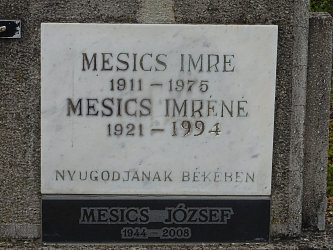 MESICS IMRE
1911 – 1975
MESICS IMRÉNÉ
1921 – 1994
NYUGODJANAK BÉKÉBEN
MESICS JÓZSEF
1944 – 2008